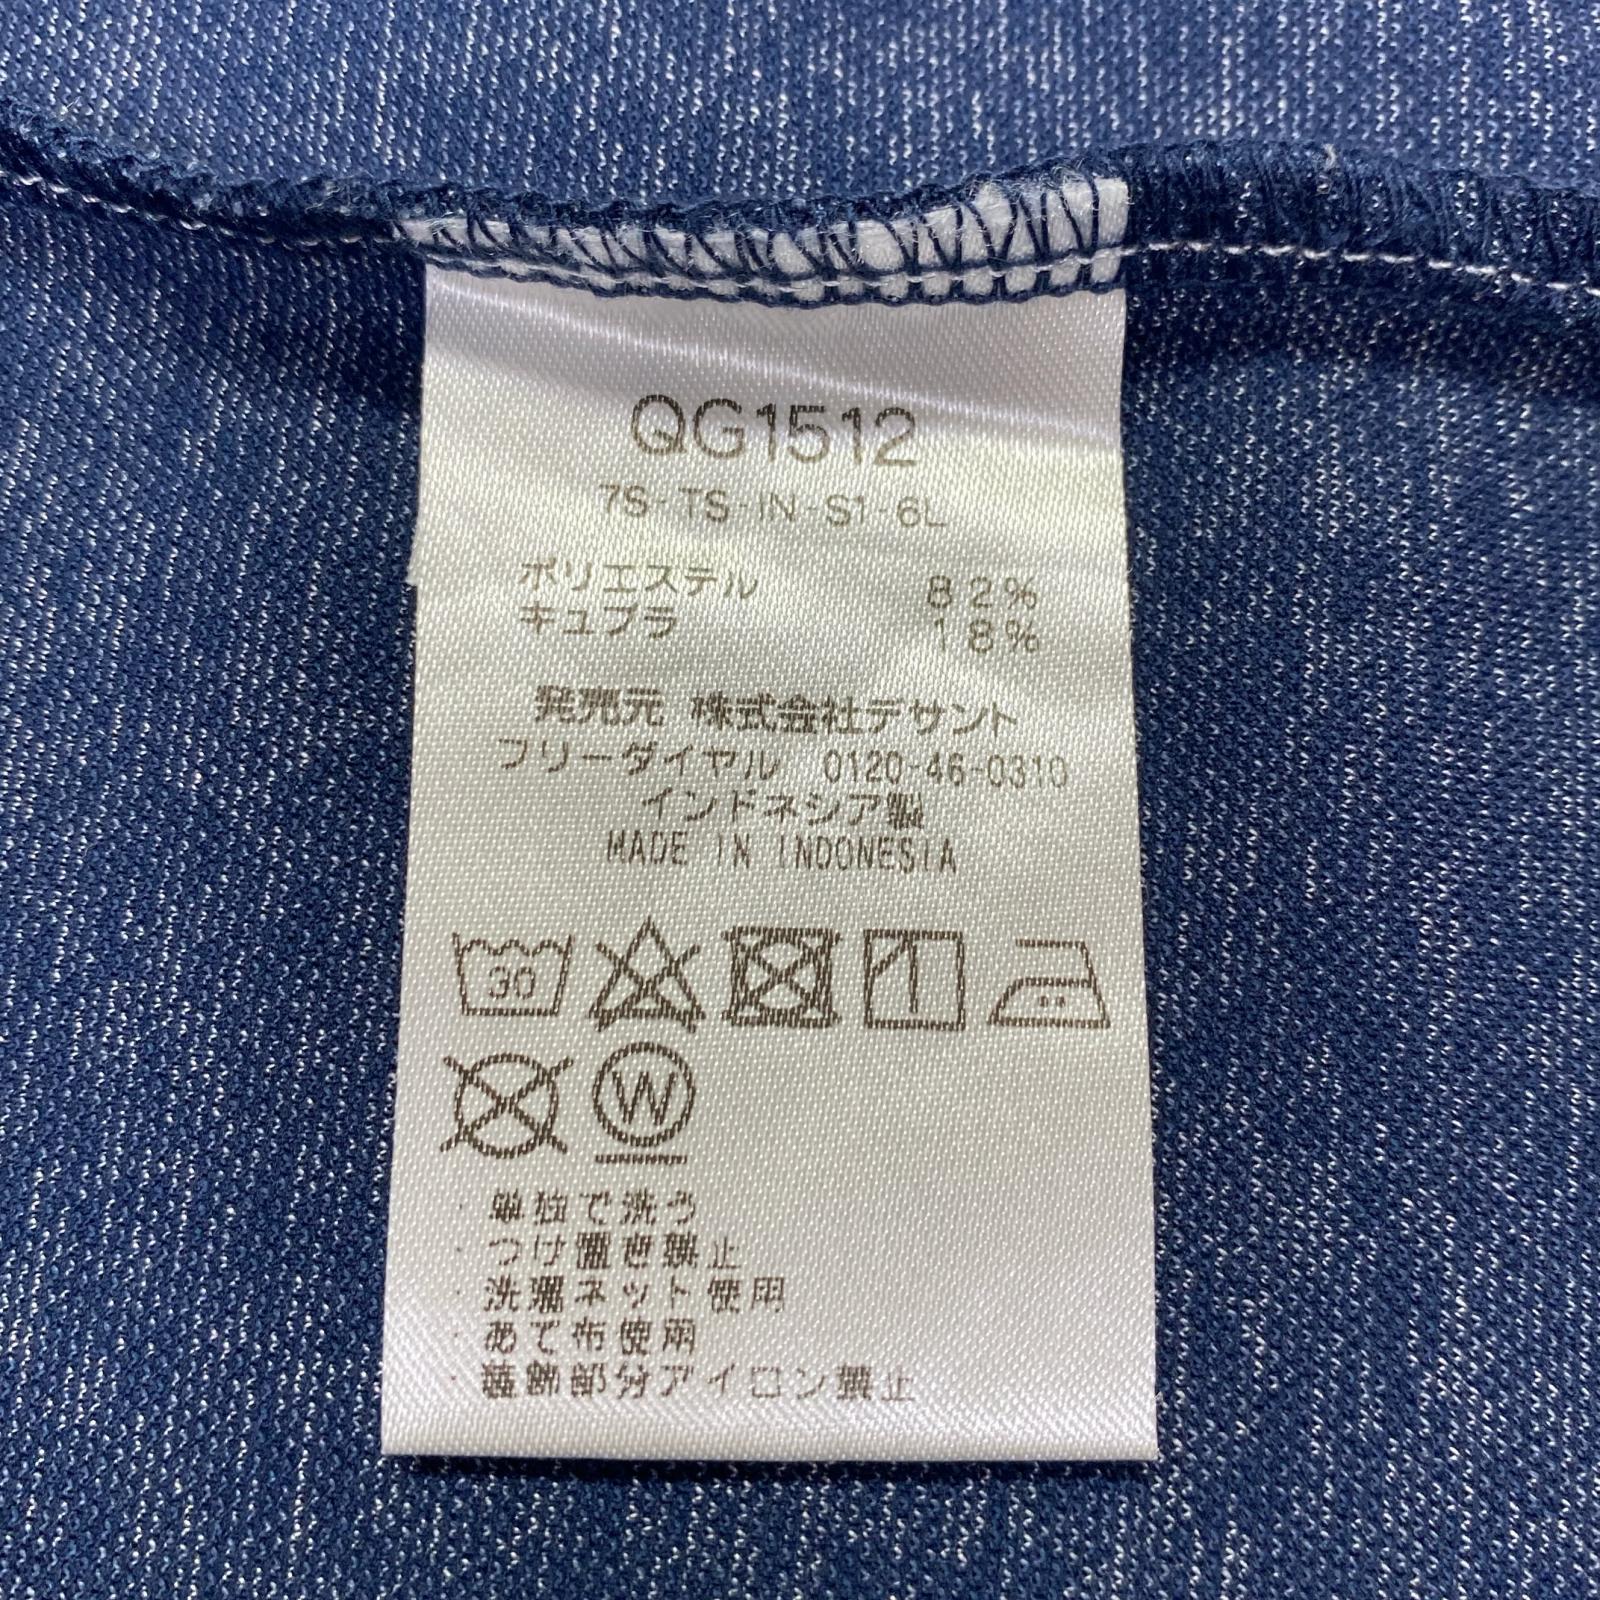 QG1512
7S-TS-IN-S1-6L
ポリエステル 82%
キュプラ 18%
発売元 株式会社デサント
フリーダイヤル 0120-46-0310
インドネシア製
MADE IN INDONESIA
30
W
・単独で洗う
・つけ置き禁止
・洗濯ネット使用
・あて布使用
・装飾部分アイロン禁止